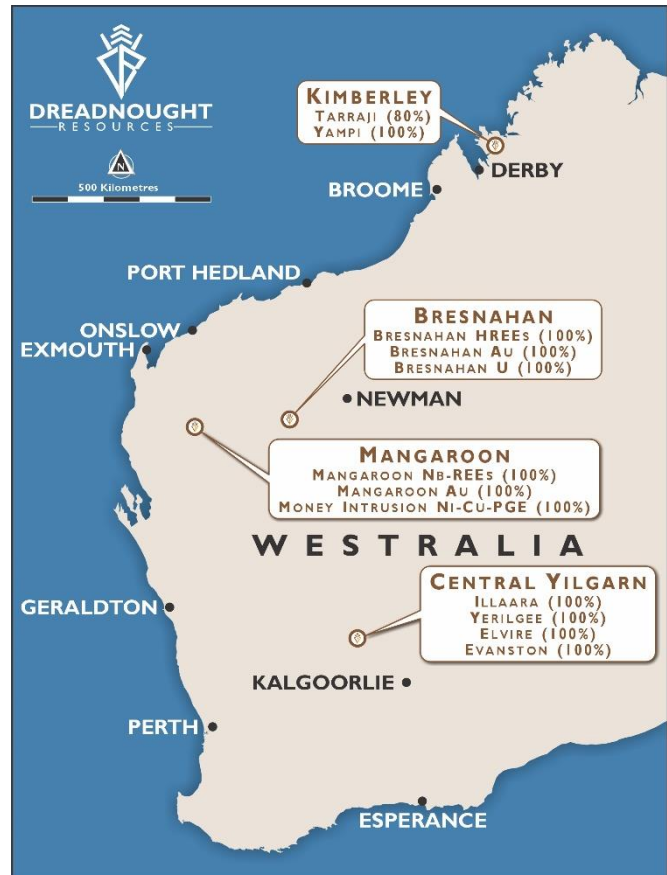 DREADNOUGHT
RESOURCES
N
500 Kilometres
KIMBERLEY
TARRAJI (80%)
YAMPI (100%)
DERBY
BROOME
PORT HEDLAND
ONSLOW
EXMOUTH
BRESNAHAN
BRESNAHAN HREES (100%)
BRESNAHAN AU (100%)
BRESNAHAN U (100%)
NEWMAN
MANGAROON
MANGAROON NB-REES (100%)
MANGAROON AU (100%)
MONEY INTRUSION NI-CU-PGE (100%)
WESTRALIA
CENTRAL YILGARN
ILLAARA (100%)
YERILGEE (100%)
ELVIRE (100%)
EVANSTON (100%)
GERALDTON
KALGOORLIE
PERTH
ESPERANCE